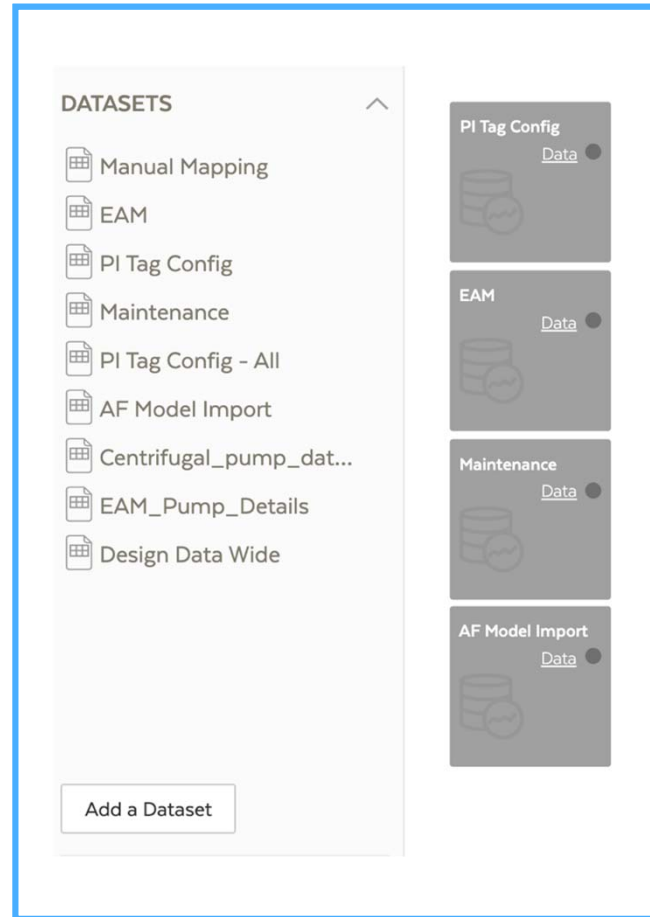 DATASETS
Manual Mapping
EAM
PI Tag Config
Maintenance
PI Tag Config - All
AF Model Import
Centrifugal_pump_dat...
EAM_Pump_Details
Design Data Wide
Add a Dataset
PI Tag Config
Data
EAM
Data
Maintenance
Data
AF Model Import
Data